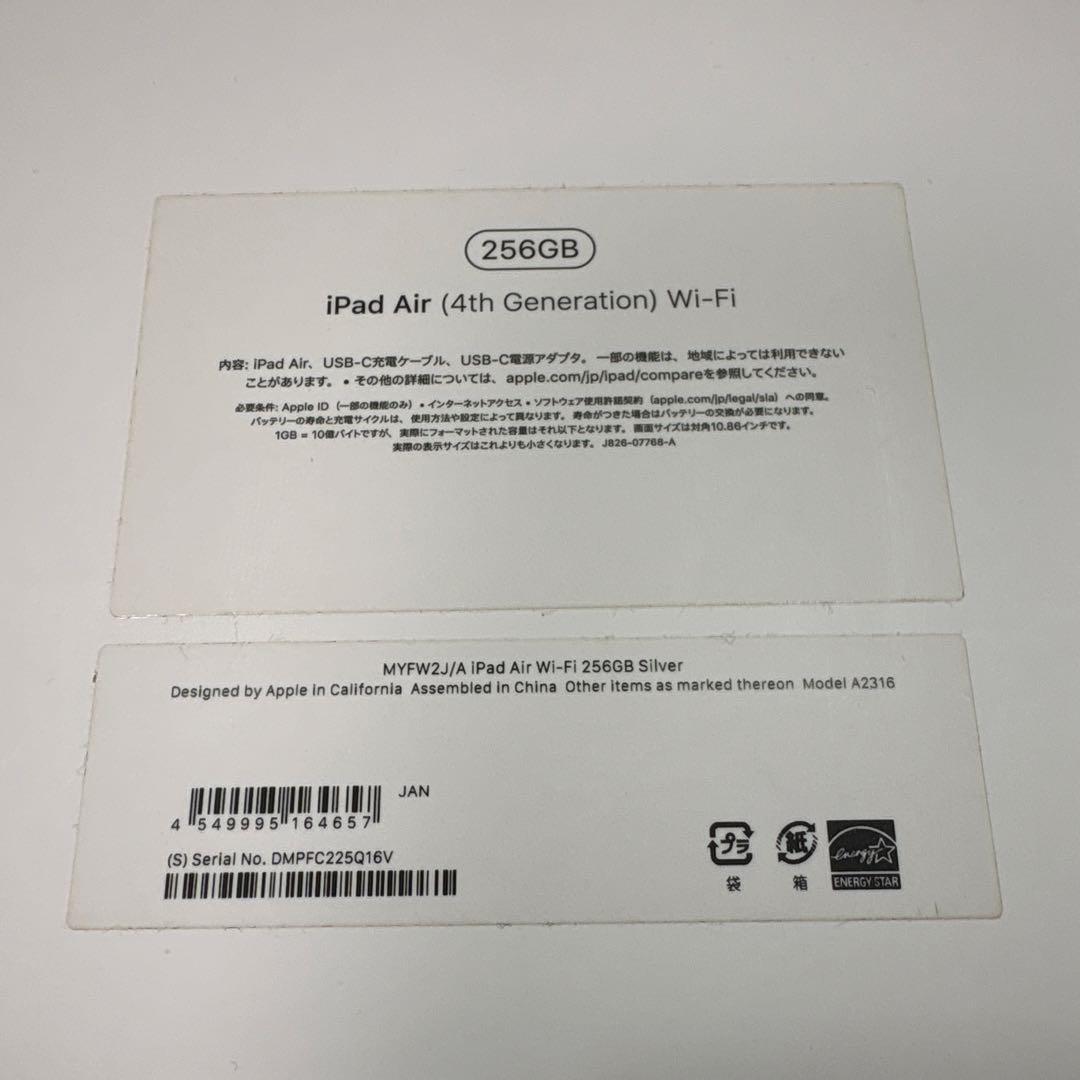 256GB
iPad Air (4th Generation) Wi-Fi
内容: iPad Air、USB-C充電ケーブル、USB-C電源アダプタ。一部の機能は、地域によっては利用できない
ことがあります。• その他の詳細については、apple.com/jp/ipad/compareを参照してください。
必要条件: Apple ID（一部の機能のみ）• インターネットアクセス • ソフトウェア使用許諾契約（apple.com/jp/legal/sla）への同意。
バッテリーの寿命と充電サイクルは、使用方法や設定によって異なります。寿命がつきた場合はバッテリーの交換が必要になります。
1GB = 10億バイトですが、実際にフォーマットされた容量はそれ以下となります。画面サイズは対角10.86インチです。
実際の表示サイズはこれよりも小さくなります。J826-07768-A
MYFW2J/A iPad Air Wi-Fi 256GB Silver
Designed by Apple in California Assembled in China Other items as marked thereon Model A2316
JAN
4 549995 164657
(S) Serial No. DMPFC225Q16V
プラ
袋
紙
箱
energy
ENERGY STAR